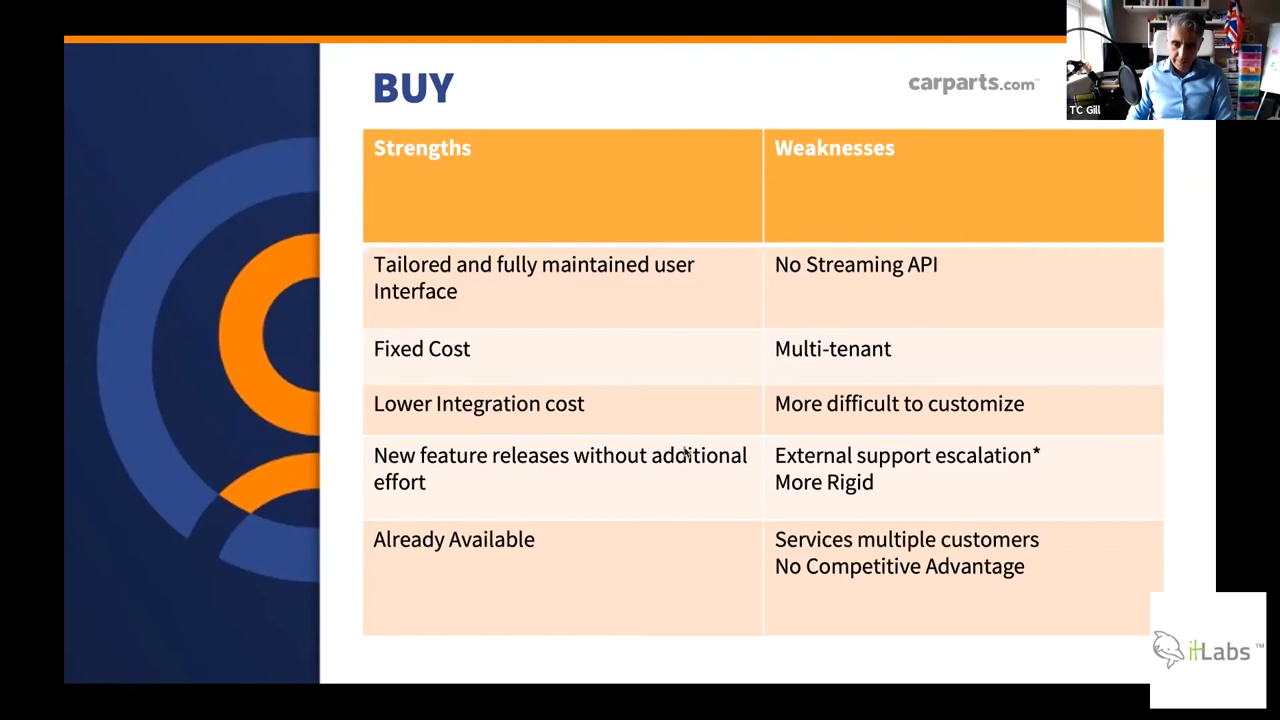 BUY
carparts.com
TC Gill
Strengths
Weaknesses
Tailored and fully maintained user
Interface
No Streaming API
Fixed Cost
Multi-tenant
Lower Integration cost
More difficult to customize
New feature releases without additional
effort
External support escalation*
More Rigid
Already Available
Services multiple customers
No Competitive Advantage
itLabs™